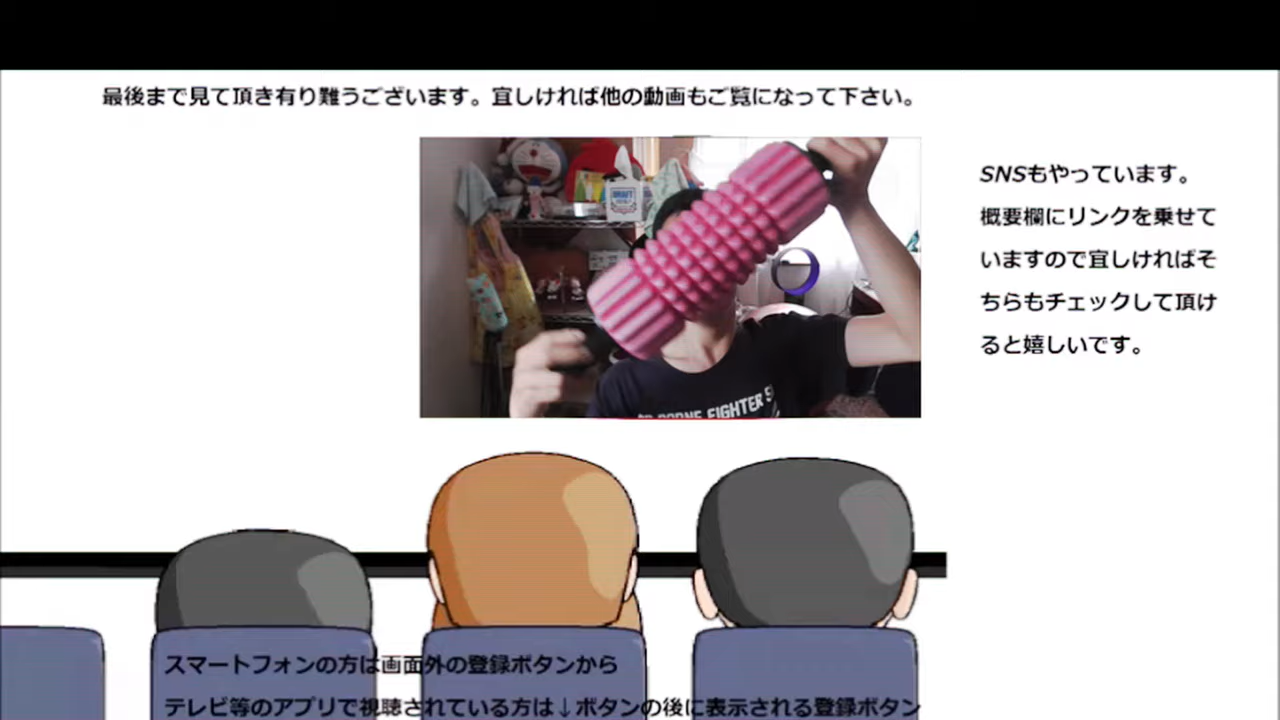 最後まで見て頂き有り難うございます。宜しければ他の動画もご覧になって下さい。
SNSもやっています。
概要欄にリンクを乗せて
いますので宜しければそ
ちらもチェックして頂け
ると嬉しいです。
DRAFT
FIGHTER
スマートフォンの方は画面外の登録ボタンから
テレビ等のアプリで視聴されている方は↓ボタンの後に表示される登録ボタン